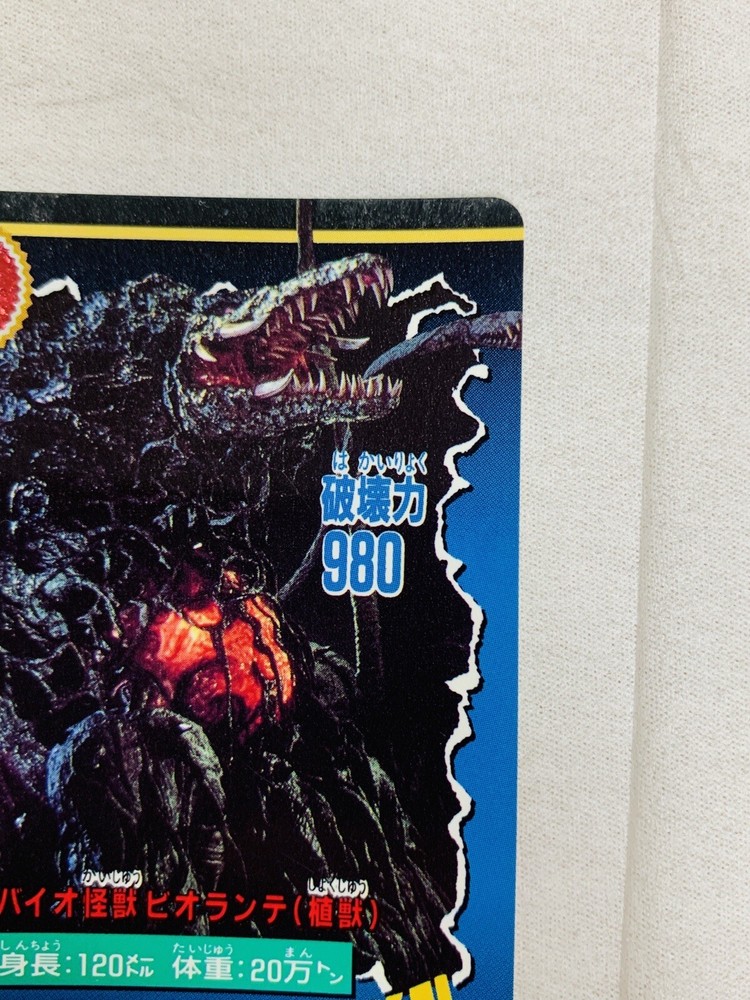 はかいりょく
破壊力
980
かいじゅう しょくじゅう
バイオ怪獣ビオランテ(植獣)
しんちょう たいじゅう まん
身長:120メートル 体重:20万トン